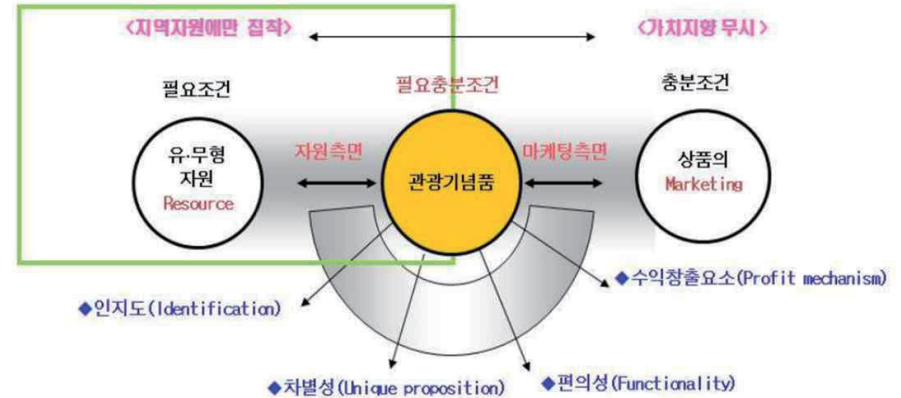 <지역자원에만 집착>
<가치지향 무시>
필요조건
필요충분조건
충분조건
유·무형
자원
Resource
자원측면
관광기념품
마케팅측면
상품의
Marketing
◆수익창출요소(Profit mechanism)
◆인지도(Identification)
◆차별성(Unique proposition)
◆편의성(Functionality)